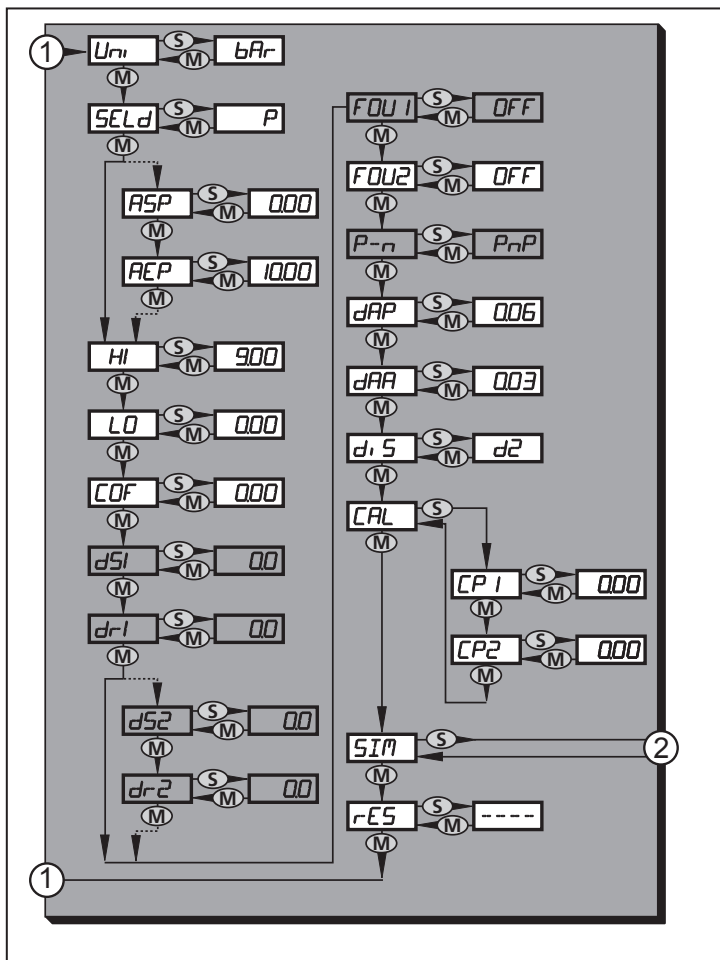 1 Uni S M bAr
M
SELd S M P
M
ASP S M 0.00
M
AEP S M 10.00
M
HI S M 9.00
M
LO S M 0.00
M
COF S M 0.00
M
dS1 S M 0.0
M
dr1 S M 0.0
M
dS2 S M 0.0
M
dr2 S M 0.0
M
1
FOU1 S M OFF
M
FOU2 S M OFF
M
P-n S M PnP
M
dAP S M 0.06
M
dAA S M 0.03
M
diS S M d2
M
CAL S
M
CP1 S M 0.00
M
CP2 S M 0.00
M
SIM S 2
M
rES S M ----
M